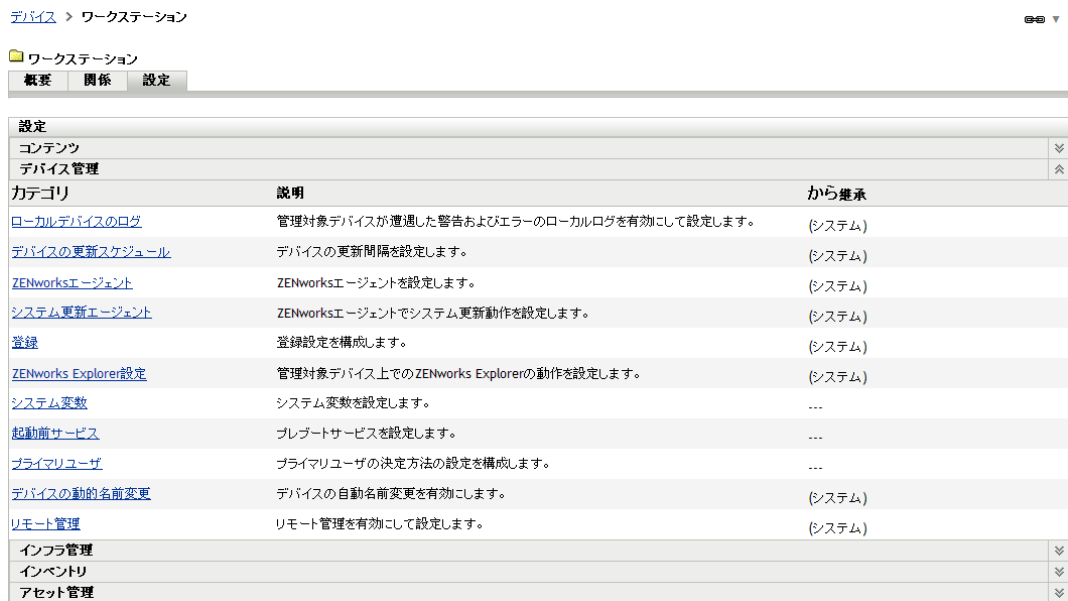 デバイス > ワークステーション
ワークステーション
概要 関係 設定
設定
コンテンツ
デバイス管理
カテゴリ 説明 から継承
ローカルデバイスのログ 管理対象デバイスが遭遇した警告およびエラーのローカルログを有効にして設定します。 (システム)
デバイスの更新スケジュール デバイスの更新間隔を設定します。 (システム)
ZENworksエージェント ZENworksエージェントを設定します。 (システム)
システム更新エージェント ZENworksエージェントでシステム更新動作を設定します。 (システム)
登録 登録設定を構成します。 (システム)
ZENworks Explorer設定 管理対象デバイス上でのZENworks Explorerの動作を設定します。 (システム)
システム変数 システム変数を設定します。 ---
起動前サービス プレブートサービスを設定します。 ---
プライマリユーザ プライマリユーザの決定方法の設定を構成します。 ---
デバイスの動的名前変更 デバイスの自動名前変更を有効にします。 (システム)
リモート管理 リモート管理を有効にして設定します。 (システム)
インフラ管理
インベントリ
アセット管理